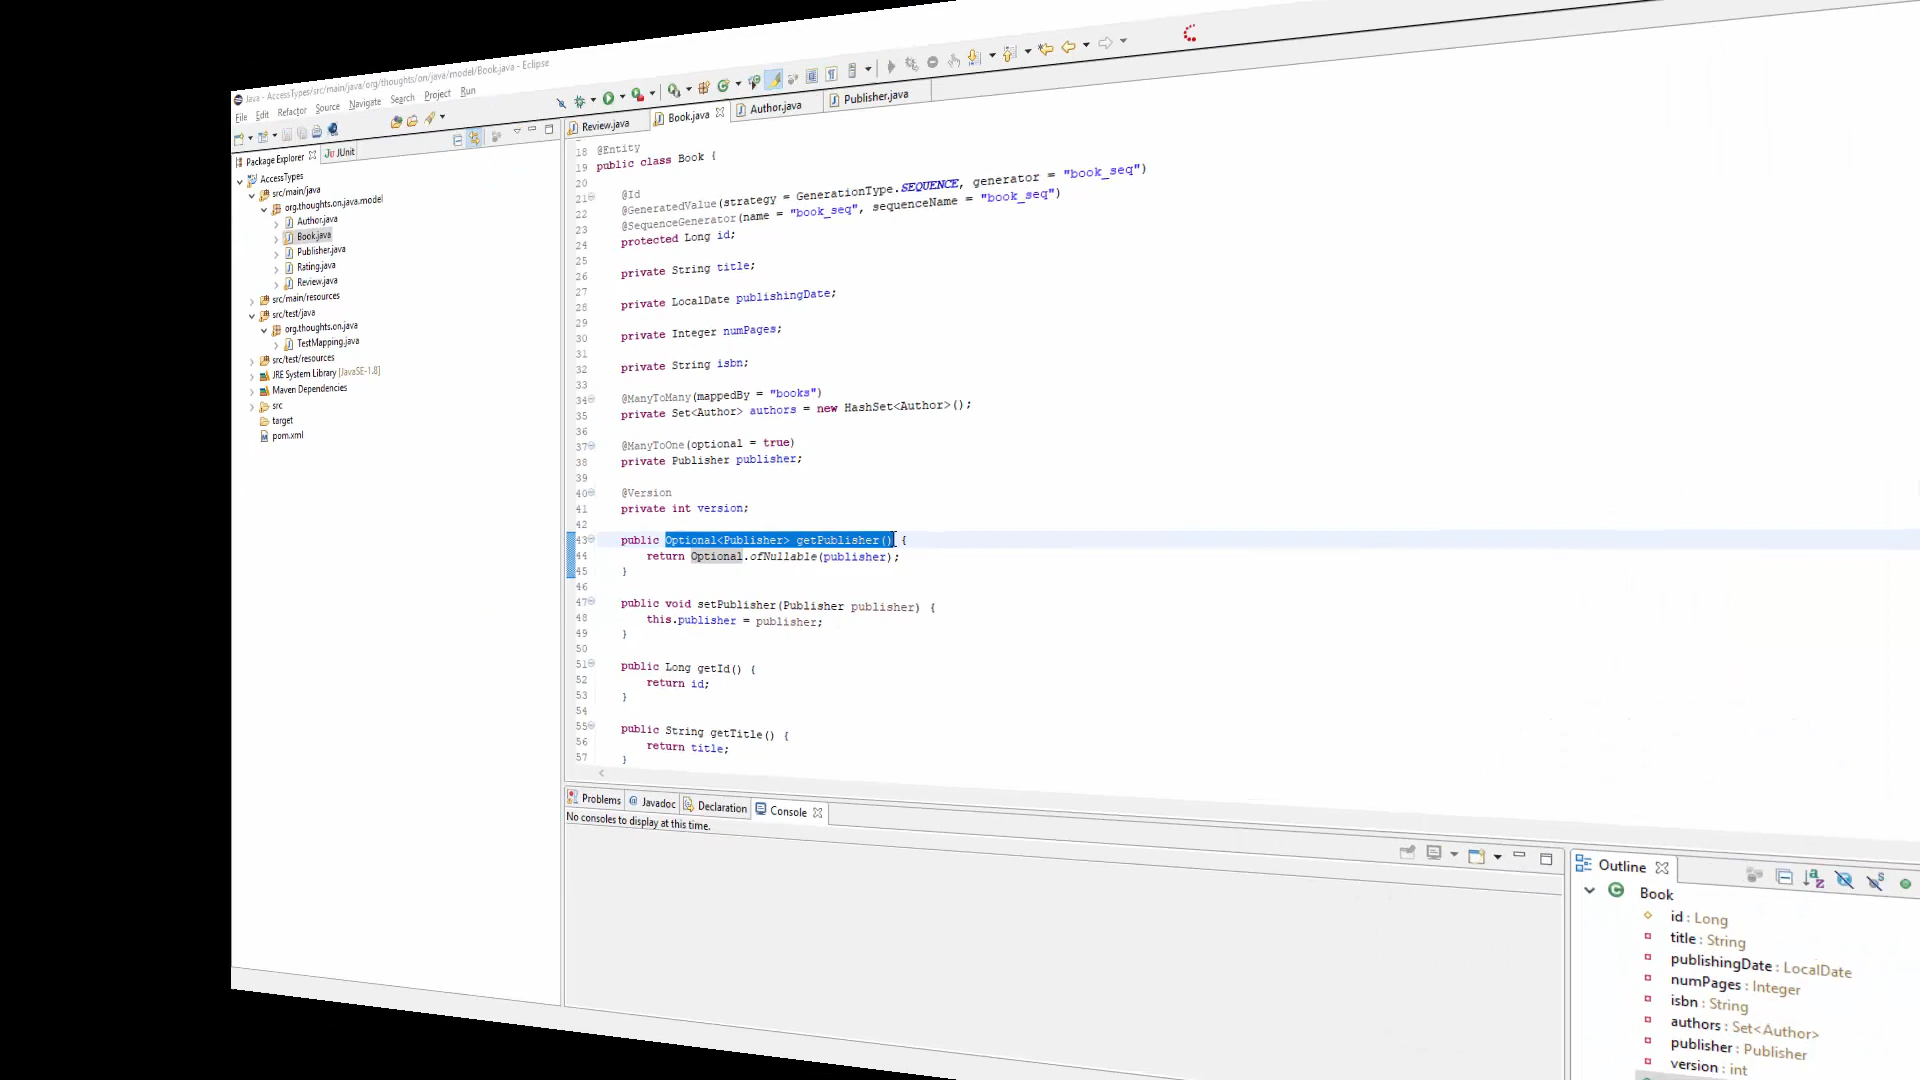 Java - AccessTypes/src/main/java/org/thoughts/on/java/model/Book.java - Eclipse
File Edit Refactor Source Navigate Search Project Run
Package Explorer JUnit
AccessTypes
src/main/java
org.thoughts.on.java.model
Author.java
Book.java
Publisher.java
Rating.java
Review.java
src/main/resources
src/test/java
org.thoughts.on.java
TestMapping.java
src/test/resources
JRE System Library [JavaSE-1.8]
Maven Dependencies
src
target
pom.xml
Review.java Book.java Author.java Publisher.java
18 @Entity
19 public class Book {
20
21 @Id
22 @GeneratedValue(strategy = GenerationType.SEQUENCE, generator = "book_seq")
23 @SequenceGenerator(name = "book_seq", sequenceName = "book_seq")
24 protected Long id;
25
26 private String title;
27
28 private LocalDate publishingDate;
29
30 private Integer numPages;
31
32 private String isbn;
33
34 @ManyToMany(mappedBy = "books")
35 private Set<Author> authors = new HashSet<Author>();
36
37 @ManyToOne(optional = true)
38 private Publisher publisher;
39
40 @Version
41 private int version;
42
43 public Optional<Publisher> getPublisher() {
44 return Optional.ofNullable(publisher);
45 }
46
47 public void setPublisher(Publisher publisher) {
48 this.publisher = publisher;
49 }
50
51 public Long getId() {
52 return id;
53 }
54
55 public String getTitle() {
56 return title;
57 }
Problems @ Javadoc Declaration Console
No consoles to display at this time.
Outline
Book
id : Long
title : String
publishingDate : LocalDate
numPages : Integer
isbn : String
authors : Set<Author>
publisher : Publisher
version : int